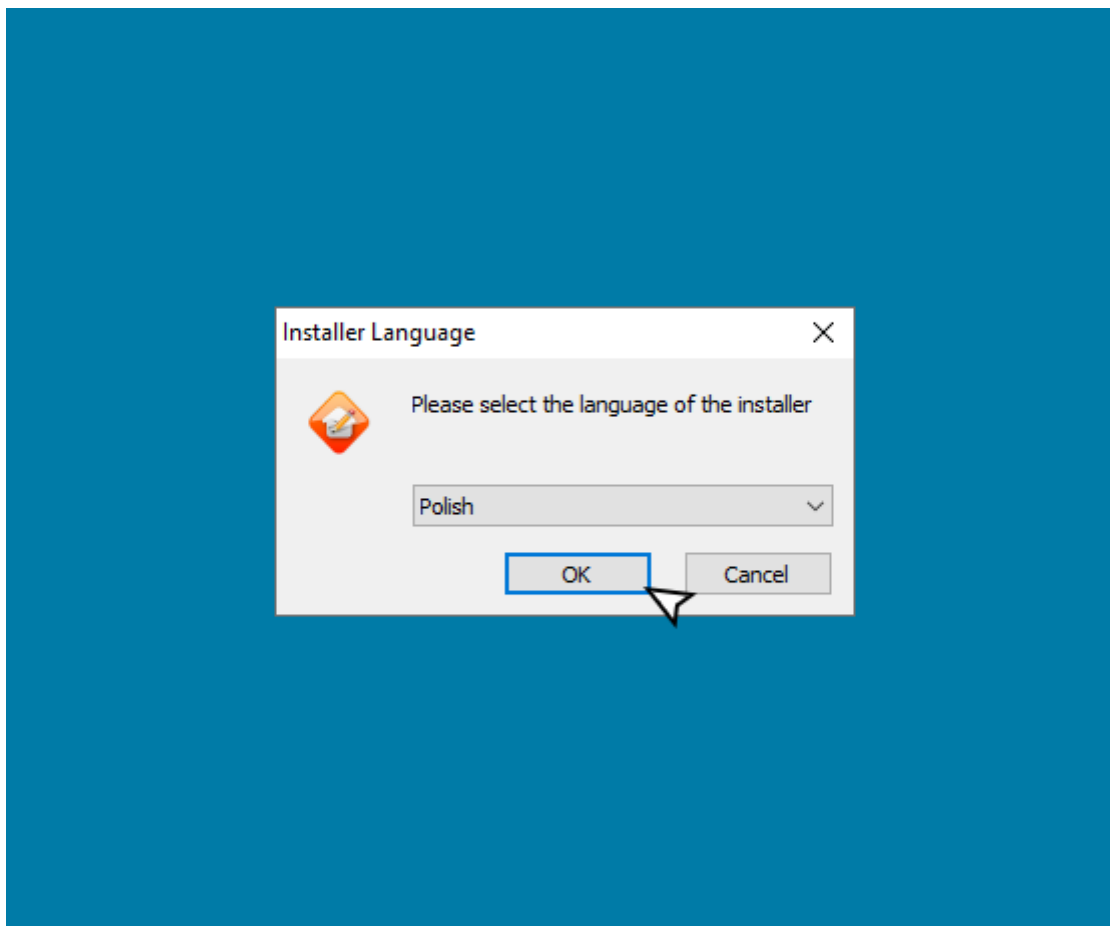 Installer Language
Please select the language of the installer
Polish
OK
Cancel